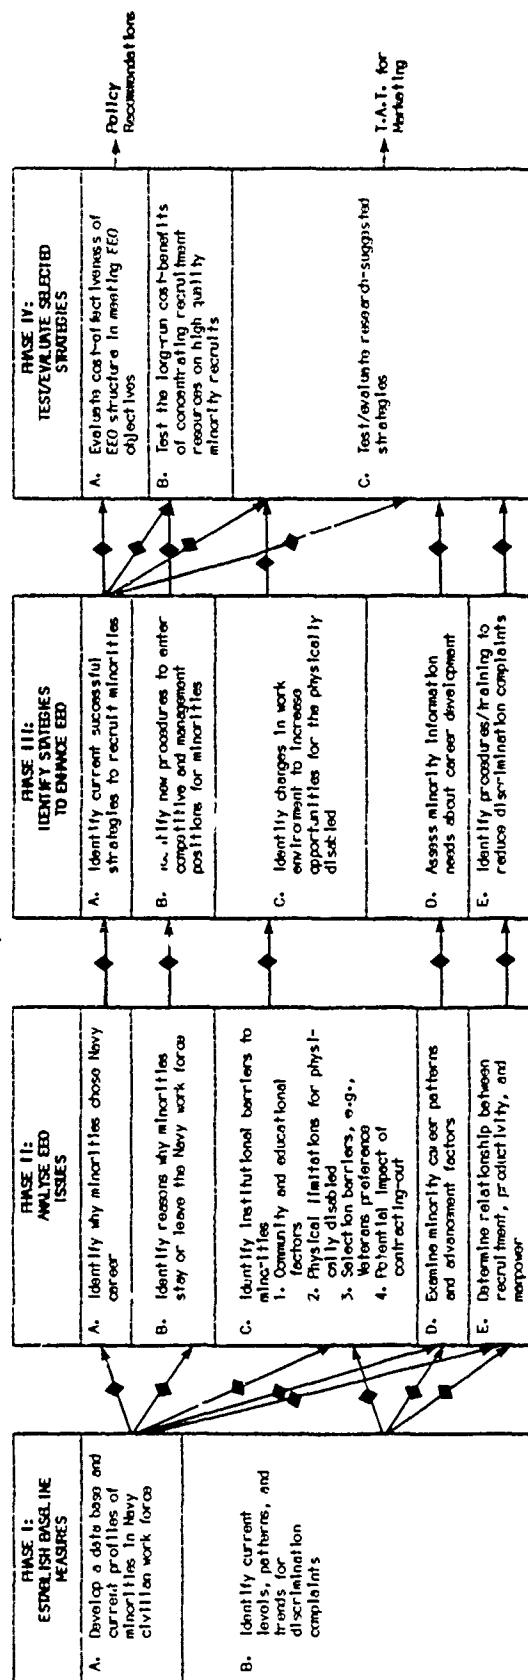 PHASE I:
ESTABLISH BASELINE
MEASURES
A. Develop a data base and
current profiles of
minorities in Navy
civilian work force
B. Identify current
levels, patterns, and
trends for
discrimination
complaints
PHASE II:
ANALYSE EEO
ISSUES
A. Identify why minorities chose Navy
career
B. Identify reasons why minorities
stay or leave the Navy work force
C. Identify institutional barriers to
minorities
1. Community and educational
factors
2. Physical limitations for physi-
cally disabled
3. Selection barriers, e.g.,
Veterans preference
4. Potential impact of
contracting-out
D. Examine minority career patterns
and advancement factors
E. Determine relationship between
recruitment, productivity, and
manpower
PHASE III:
IDENTIFY STATEGIES
TO ENHANCE EEO
A. Identify current successful
strategies to recruit minorities
B. new procedures to enter
competitive and management
positions for minorities
C. Identify changes in work
environment to increase
opportunities for the physically
disabled
D. Assess minority information
needs about career development
E. Identify procedures/training to
reduce discrimination complaints
PHASE IV:
TEST/EVALUATE SELECTED
STRATEGIES
A. Evaluate cost-effectiveness of
EEO structure in meeting EEO
objectives
B. Test the long-run cost-benefits
of concentrating recruitment
resources on high quality
minority recruits
C. Test/evaluate research-suggested
strategies
Policy
Recommendations
T.A.T. for
Marketing